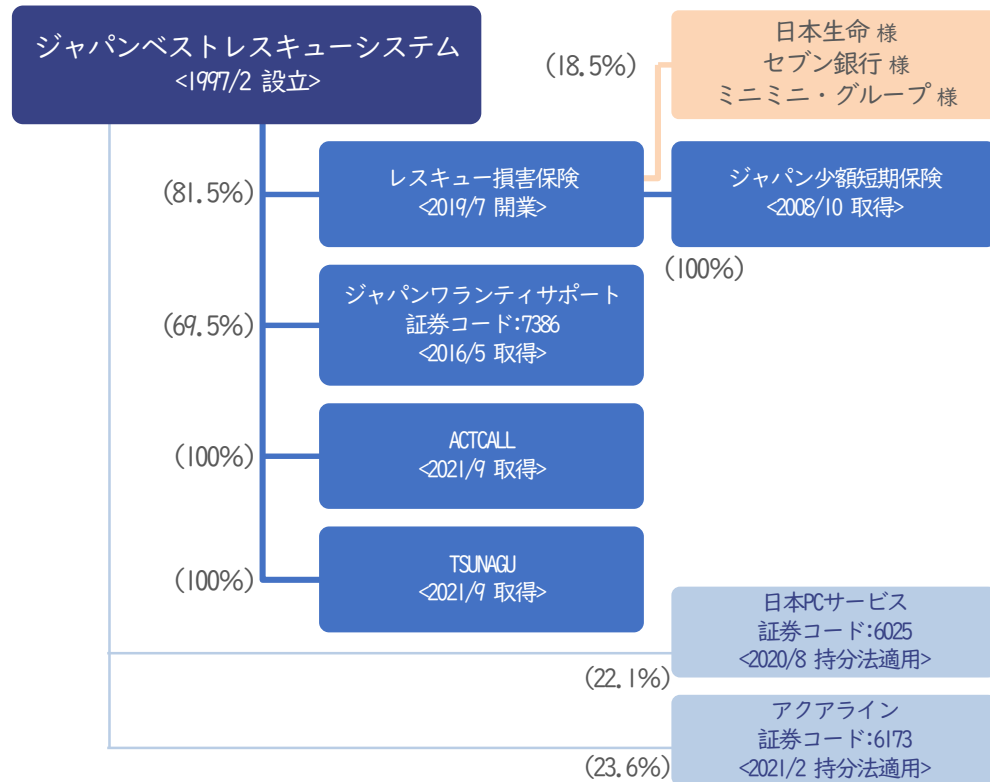 ジャパンベストレスキューシステム
<1997/2 設立>
(18.5%)
日本生命 様
セブン銀行 様
ミニミニ・グループ 様
(81.5%)
レスキュー損害保険
<2019/7 開業>
ジャパン少額短期保険
<2008/10 取得>
(100%)
(69.5%)
ジャパンワランティサポート
証券コード:7386
<2016/5 取得>
(100%)
ACTCALL
<2021/9 取得>
(100%)
TSUNAGU
<2021/9 取得>
日本PCサービス
証券コード:6025
<2020/8 持分法適用>
(22.1%)
アクアライン
証券コード:6173
<2021/2 持分法適用>
(23.6%)